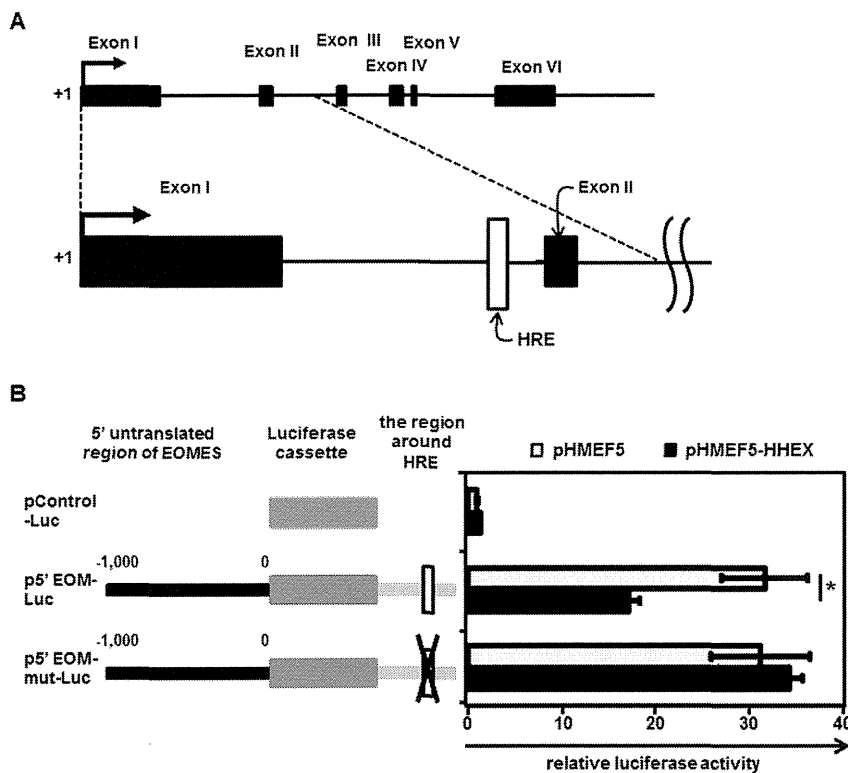 A
Exon I
Exon II
Exon III
Exon IV
Exon V
Exon VI
+1
Exon I
Exon II
+1
HRE
B
5' untranslated
region of EOMES
Luciferase
cassette
the region
around
HRE
pHMEF5
pHMEF5-HHEX
pControl
-Luc
-1,000
0
p5' EOM-
Luc
*
-1,000
0
p5' EOM-
mut-Luc
0
10
20
30
40
relative luciferase activity